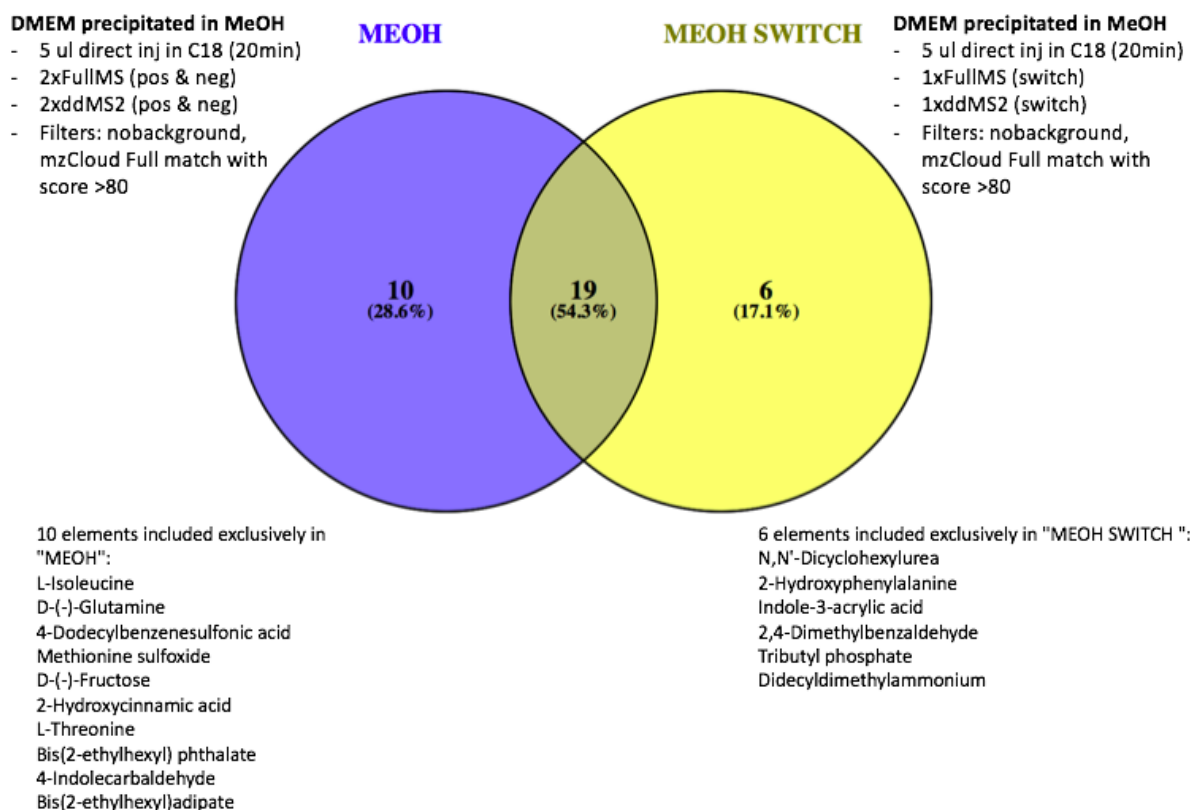 DMEM precipitated in MeOH
- 5 ul direct inj in C18 (20min)
- 2xFullMS (pos & neg)
- 2xddMS2 (pos & neg)
- Filters: nobackground,
mzCloud Full match with
score >80
MEOH
MEOH SWITCH
DMEM precipitated in MeOH
- 5 ul direct inj in C18 (20min)
- 1xFullMS (switch)
- 1xddMS2 (switch)
- Filters: nobackground,
mzCloud Full match with
score >80
10
(28.6%)
19
(54.3%)
6
(17.1%)
10 elements included exclusively in
"MEOH":
L-Isoleucine
D-(-)-Glutamine
4-Dodecylbenzenesulfonic acid
Methionine sulfoxide
D-(-)-Fructose
2-Hydroxycinnamic acid
L-Threonine
Bis(2-ethylhexyl) phthalate
4-Indolecarbaldehyde
Bis(2-ethylhexyl)adipate
6 elements included exclusively in "MEOH SWITCH ":
N,N'-Dicyclohexylurea
2-Hydroxyphenylalanine
Indole-3-acrylic acid
2,4-Dimethylbenzaldehyde
Tributyl phosphate
Didecyldimethylammonium